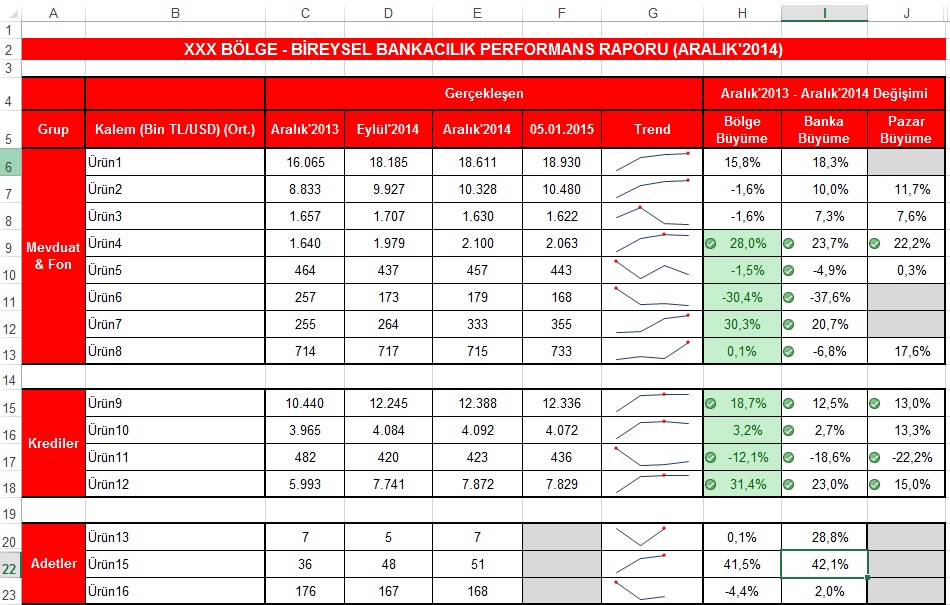 A B C D E F G H I J
1
2 XXX BÖLGE - BİREYSEL BANKACILIK PERFORMANS RAPORU (ARALIK'2014)
3
4 Gerçekleşen Aralık'2013 - Aralık'2014 Değişimi
5 Grup Kalem (Bin TL/USD) (Ort.) Aralık'2013 Eylül'2014 Aralık'2014 05.01.2015 Trend Bölge Büyüme Banka Büyüme Pazar Büyüme
Mevduat & Fon
6 Ürün1 16.065 18.185 18.611 18.930 15,8% 18,3%
7 Ürün2 8.833 9.927 10.328 10.480 -1,6% 10,0% 11,7%
8 Ürün3 1.657 1.707 1.630 1.622 -1,6% 7,3% 7,6%
9 Ürün4 1.640 1.979 2.100 2.063 28,0% 23,7% 22,2%
10 Ürün5 464 437 457 443 -1,5% -4,9% 0,3%
11 Ürün6 257 173 179 168 -30,4% -37,6%
12 Ürün7 255 264 333 355 30,3% 20,7%
13 Ürün8 714 717 715 733 0,1% -6,8% 17,6%
14
Krediler
15 Ürün9 10.440 12.245 12.388 12.336 18,7% 12,5% 13,0%
16 Ürün10 3.965 4.084 4.092 4.072 3,2% 2,7% 13,3%
17 Ürün11 482 420 423 436 -12,1% -18,6% -22,2%
18 Ürün12 5.993 7.741 7.872 7.829 31,4% 23,0% 15,0%
19
Adetler
20 Ürün13 7 5 7 0,1% 28,8%
22 Ürün15 36 48 51 41,5% 42,1%
23 Ürün16 176 167 168 -4,4% 2,0%